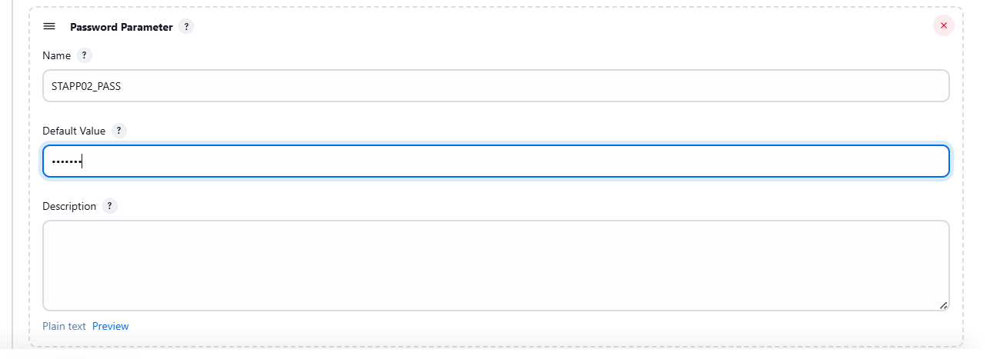 Password Parameter ?
Name ?
STAPP02_PASS
Default Value ?
•••••••
Description ?
Plain text Preview